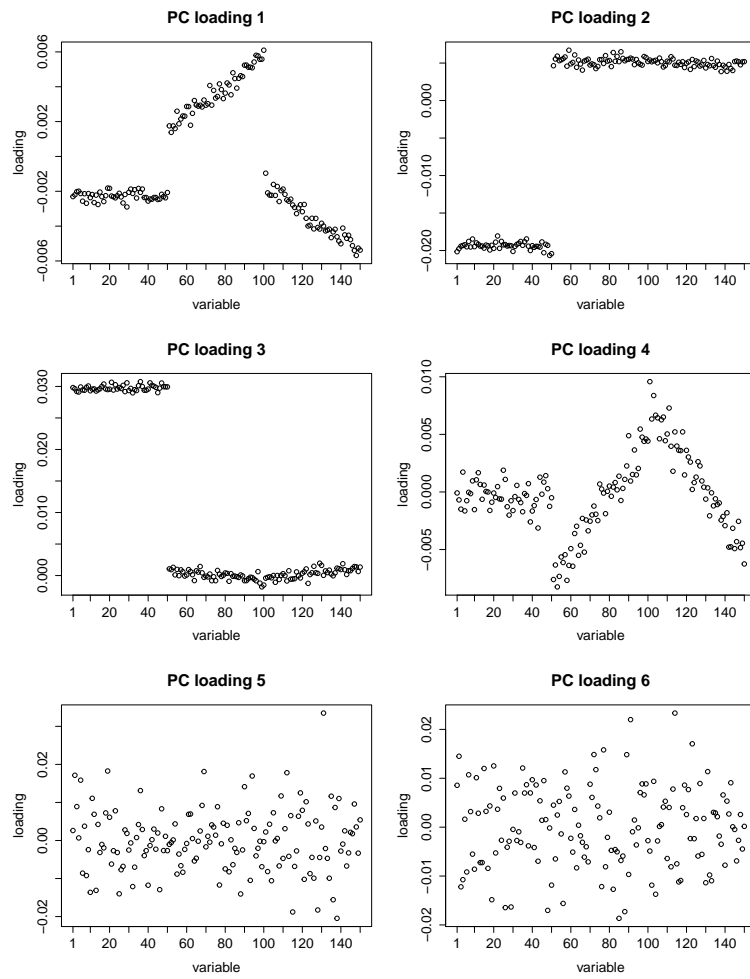 PC loading 1
PC loading 2
loading
0.006
0.002
−0.002
−0.006
1 20 40 60 80 100 120 140
variable
loading
0.000
−0.010
−0.020
1 20 40 60 80 100 120 140
variable
PC loading 3
PC loading 4
loading
0.030
0.020
0.010
0.000
1 20 40 60 80 100 120 140
variable
loading
0.010
0.005
0.000
−0.005
1 20 40 60 80 100 120 140
variable
PC loading 5
PC loading 6
loading
0.02
0.00
−0.02
1 20 40 60 80 100 120 140
variable
loading
0.02
0.01
0.00
−0.01
−0.02
1 20 40 60 80 100 120 140
variable